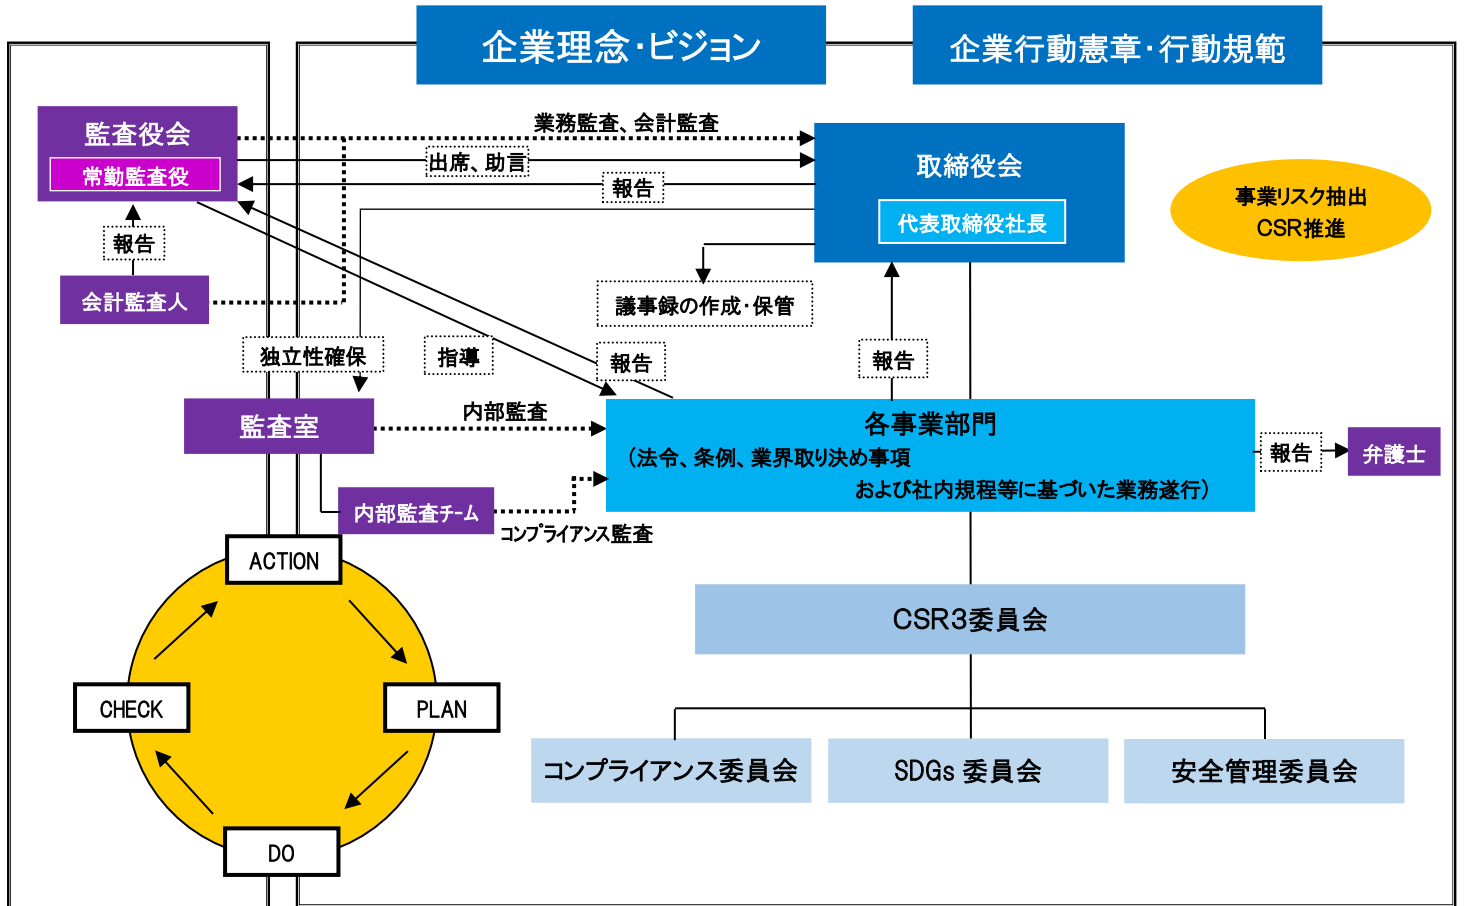 企業理念・ビジョン
企業行動憲章・行動規範
監査役会
常勤監査役
業務監査、会計監査
出席、助言
報告
取締役会
代表取締役社長
事業リスク抽出
CSR推進
報告
会計監査人
議事録の作成・保管
独立性確保
指導
報告
報告
監査室
内部監査
各事業部門
（法令、条例、業界取り決め事項
および社内規程等に基づいた業務遂行）
報告
弁護士
内部監査チーム
コンプライアンス監査
ACTION
CHECK
PLAN
DO
CSR3委員会
コンプライアンス委員会
SDGs 委員会
安全管理委員会